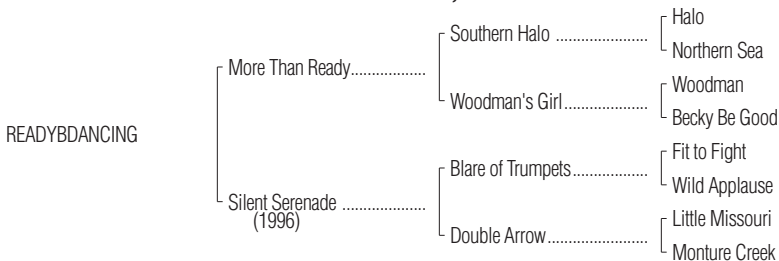 Halo
Southern Halo .....................
Northern Sea
More Than Ready.................
Woodman
Woodman's Girl...................
Becky Be Good
READYBDANCING
Fit to Fight
Blare of Trumpets.................
Wild Applause
Silent Serenade ...................
(1996)
Little Missouri
Double Arrow.......................
Monture Creek